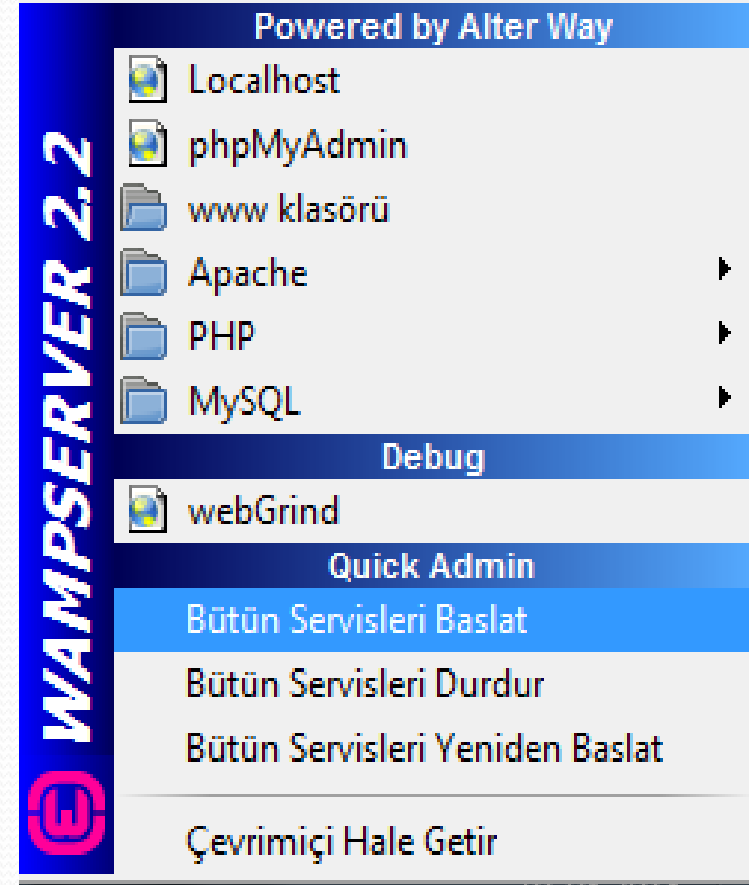 Powered by Alter Way
Localhost
phpMyAdmin
www klasörü
Apache
PHP
MySQL
Debug
webGrind
Quick Admin
Bütün Servisleri Baslat
Bütün Servisleri Durdur
Bütün Servisleri Yeniden Baslat
Çevrimiçi Hale Getir
WAMPSERVER 2.2